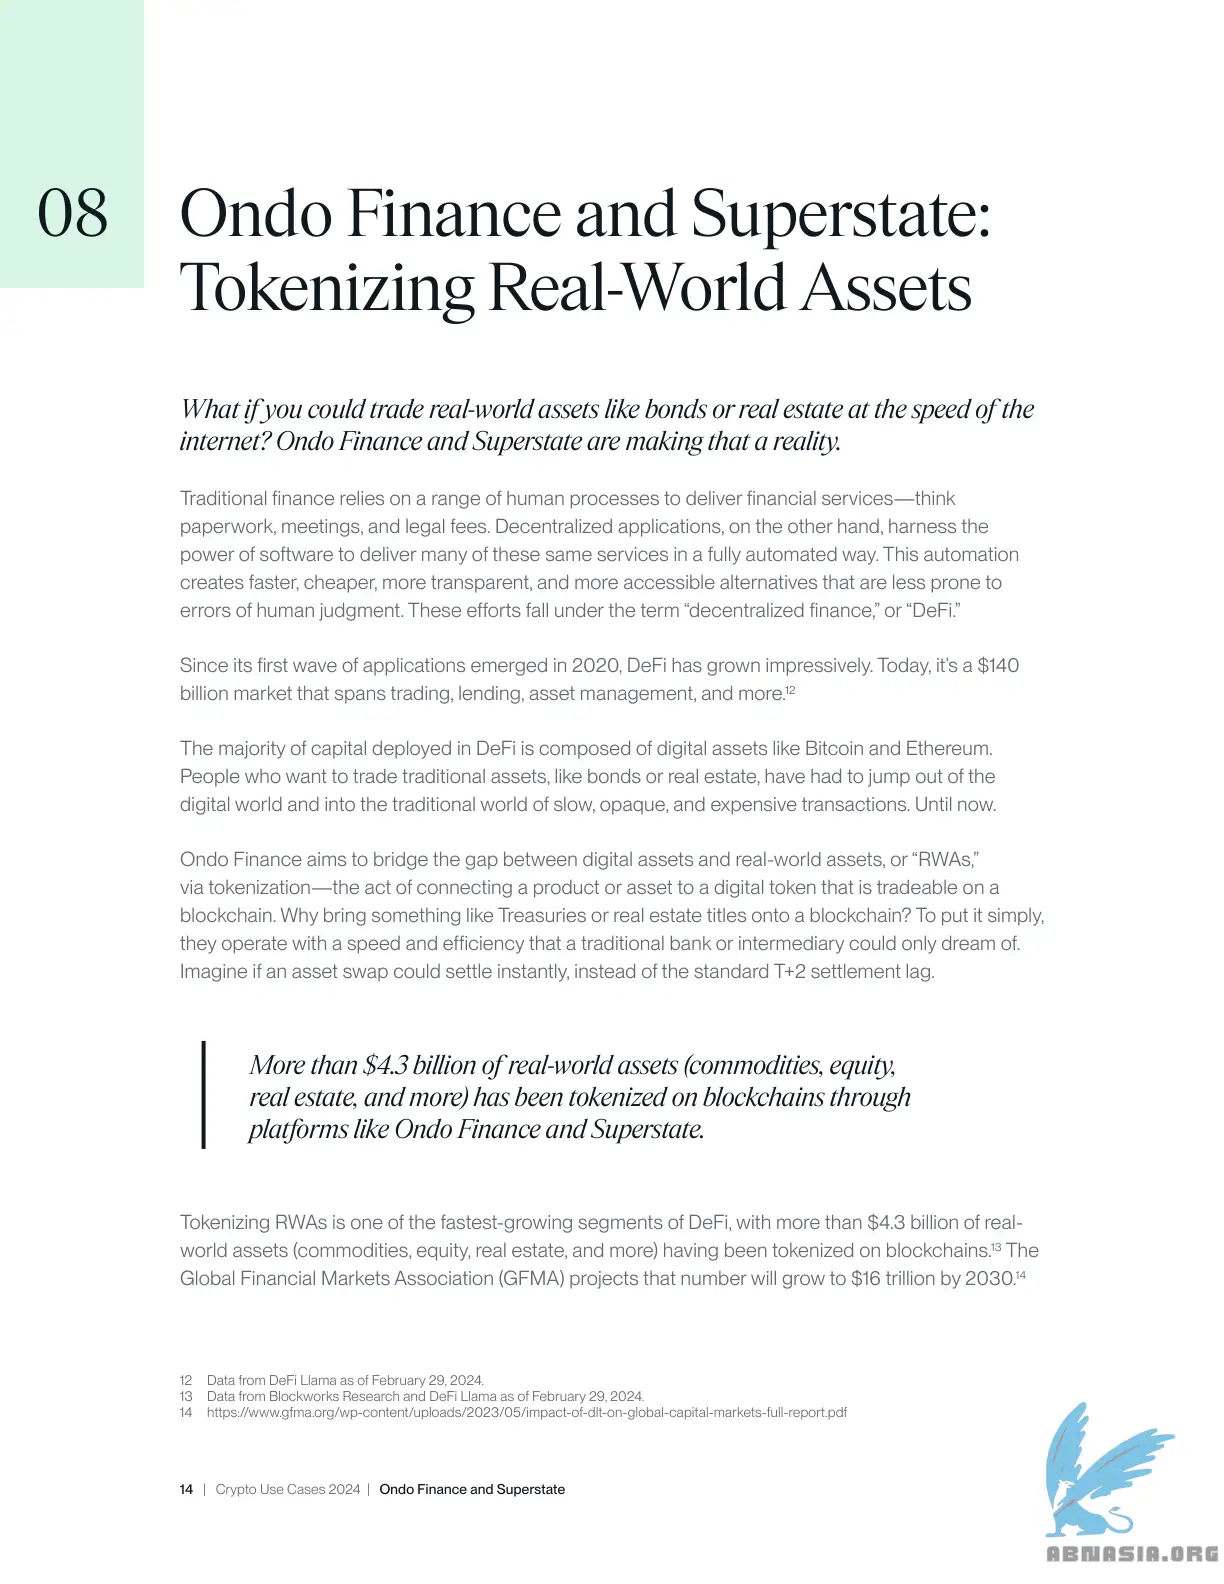 08
Ondo Finance and Superstate:
Tokenizing Real-World Assets
What if you could trade real-world assets like bonds or real estate at the speed of the
internet? Ondo Finance and Superstate are making that a reality.
Traditional finance relies on a range of human processes to deliver financial services—think
paperwork, meetings, and legal fees. Decentralized applications, on the other hand, harness the
power of software to deliver many of these same services in a fully automated way. This automation
creates faster, cheaper, more transparent, and more accessible alternatives that are less prone to
errors of human judgment. These efforts fall under the term “decentralized finance,” or “DeFi.”
Since its first wave of applications emerged in 2020, DeFi has grown impressively. Today, it’s a $140
billion market that spans trading, lending, asset management, and more.12
The majority of capital deployed in DeFi is composed of digital assets like Bitcoin and Ethereum.
People who want to trade traditional assets, like bonds or real estate, have had to jump out of the
digital world and into the traditional world of slow, opaque, and expensive transactions. Until now.
Ondo Finance aims to bridge the gap between digital assets and real-world assets, or “RWAs,”
via tokenization—the act of connecting a product or asset to a digital token that is tradeable on a
blockchain. Why bring something like Treasuries or real estate titles onto a blockchain? To put it simply,
they operate with a speed and efficiency that a traditional bank or intermediary could only dream of.
Imagine if an asset swap could settle instantly, instead of the standard T+2 settlement lag.
More than $4.3 billion of real-world assets (commodities, equity,
real estate, and more) has been tokenized on blockchains through
platforms like Ondo Finance and Superstate.
Tokenizing RWAs is one of the fastest-growing segments of DeFi, with more than $4.3 billion of real-
world assets (commodities, equity, real estate, and more) having been tokenized on blockchains.13 The
Global Financial Markets Association (GFMA) projects that number will grow to $16 trillion by 2030.14
12 Data from DeFi Llama as of February 29, 2024.
13 Data from Blockworks Research and DeFi Llama as of February 29, 2024.
14 https://www.gfma.org/wp-content/uploads/2023/05/impact-of-dlt-on-global-capital-markets-full-report.pdf
14 | Crypto Use Cases 2024 | Ondo Finance and Superstate
ABNASIA.ORG